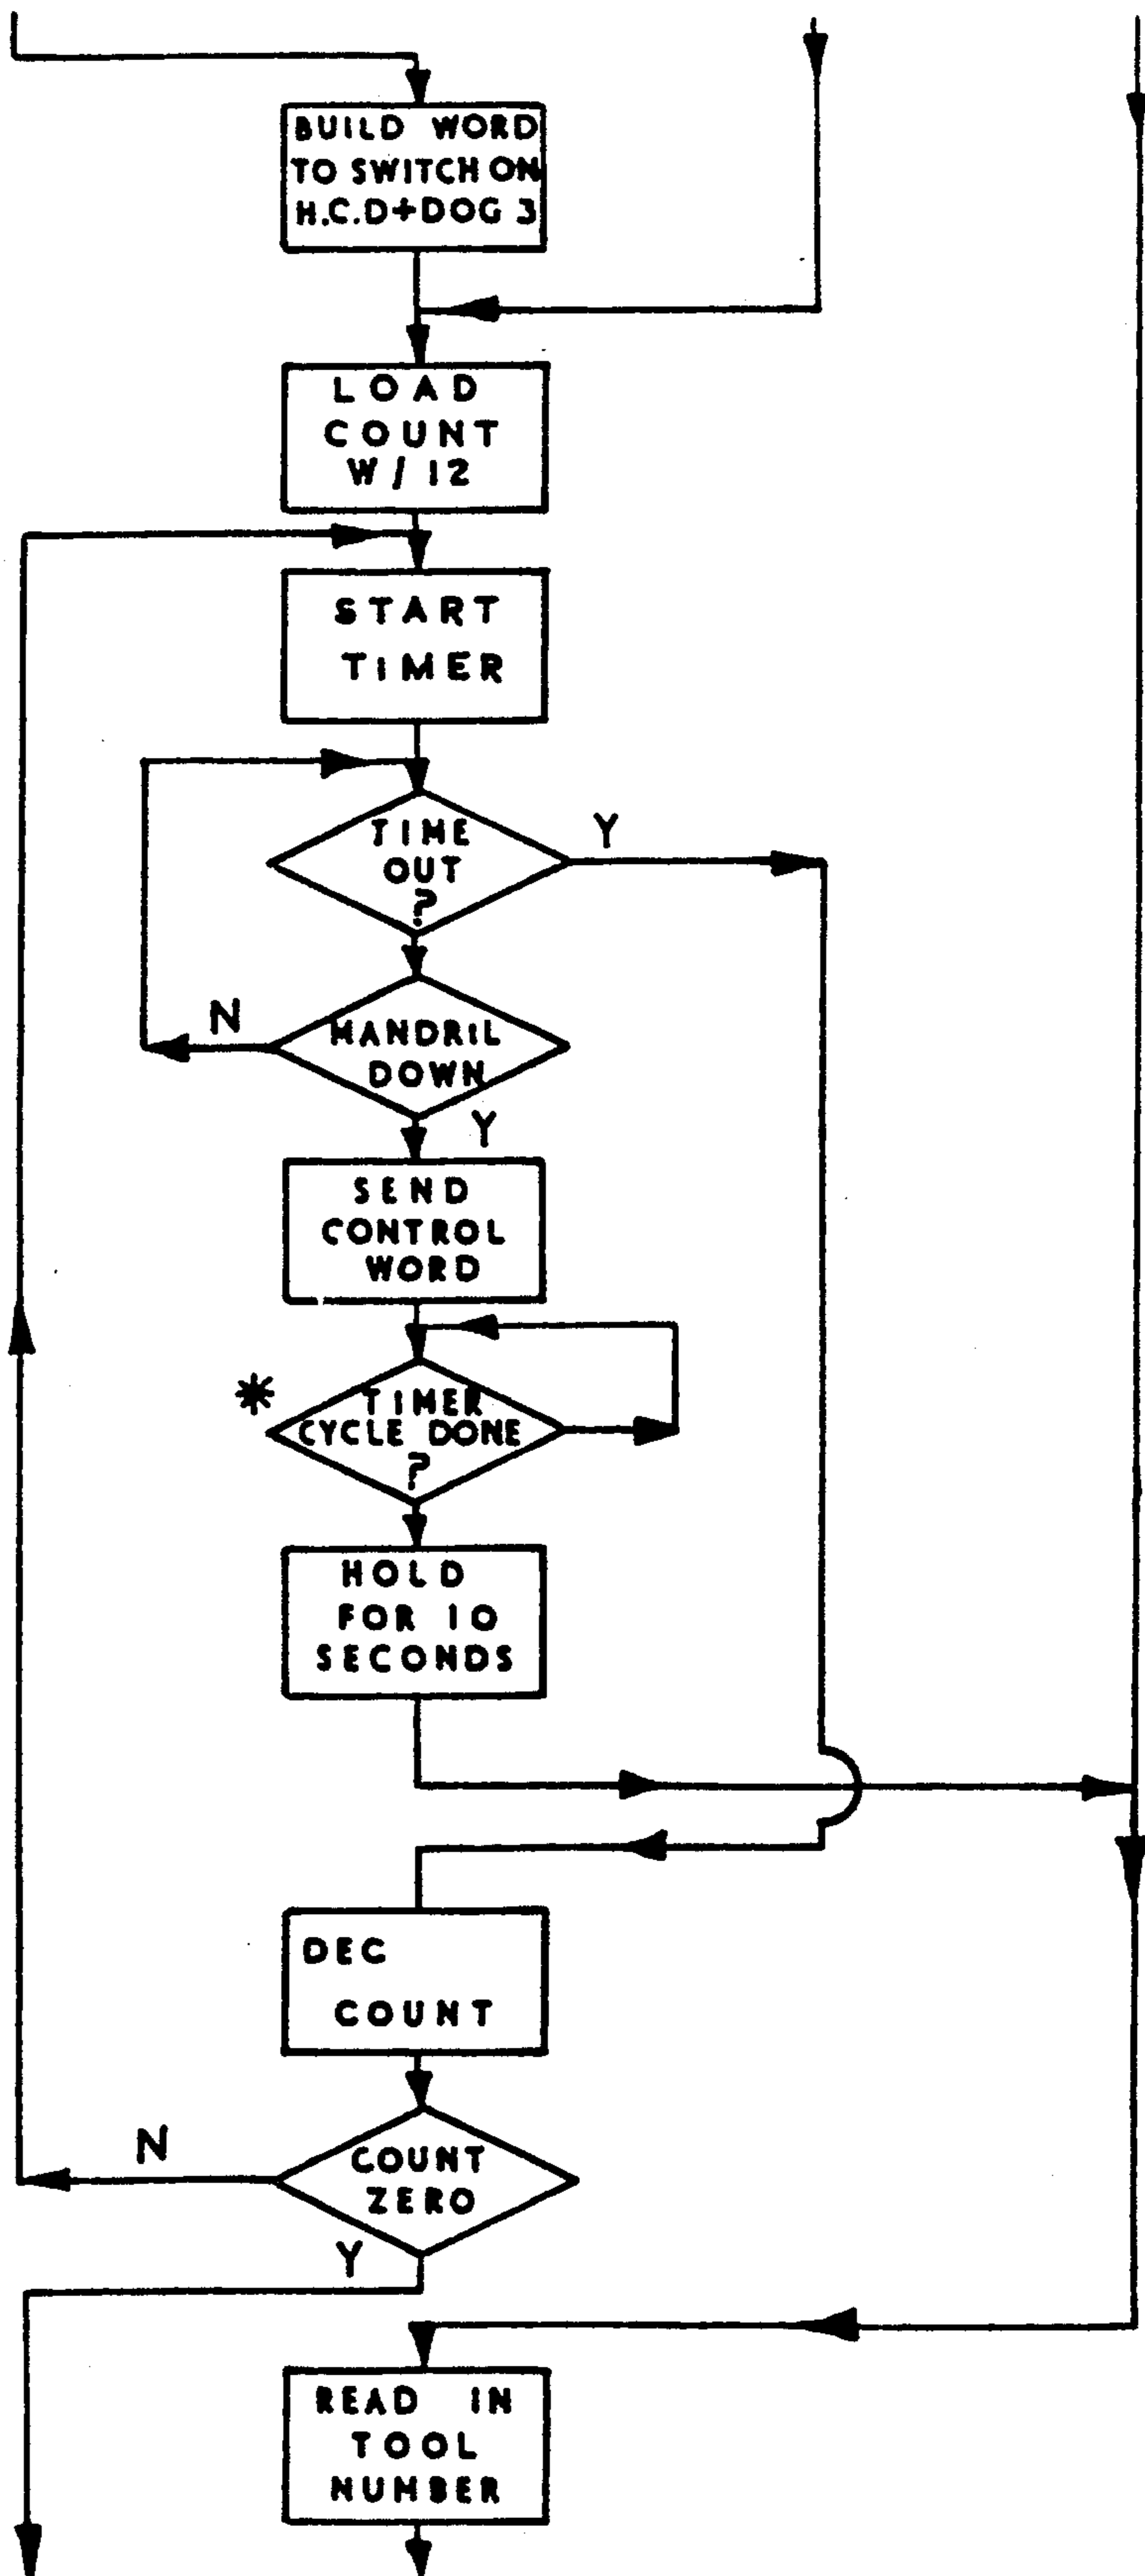 BUILD WORD
TO SWITCH ON
H.C.D+DOG 3
LOAD
COUNT
W/12
START
TIMER
TIME
OUT
?
Y
MANDRIL
DOWN
N
Y
SEND
CONTROL
WORD
*
TIMER
CYCLE DONE
?
HOLD
FOR 10
SECONDS
DEC
COUNT
COUNT
ZERO
N
Y
READ IN
TOOL
NUMBER